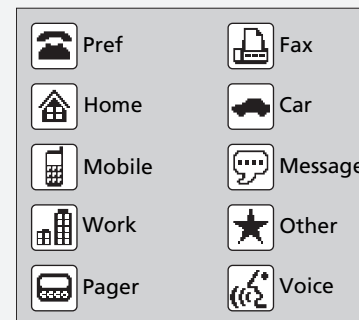 Pref
Home
Mobile
Work
Pager
Fax
Car
Message
Other
Voice